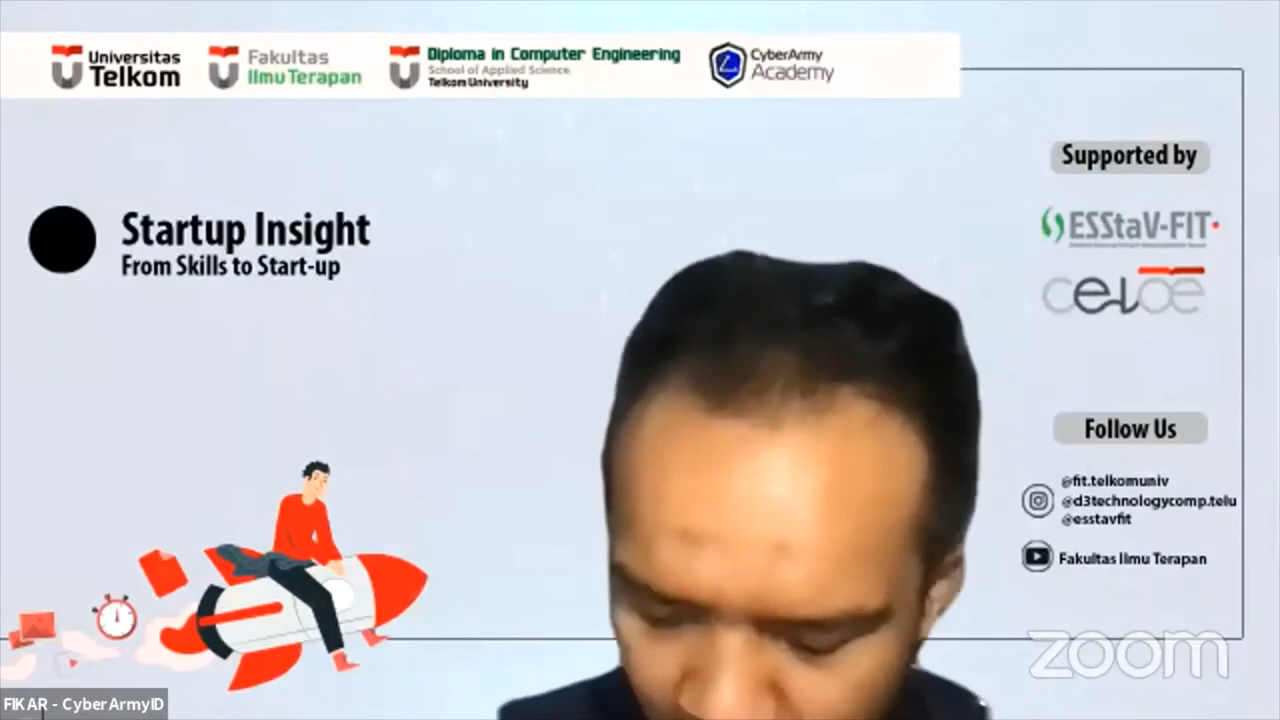 Universitas
Telkom
Fakultas
Ilmu Terapan
Diploma in Computer Engineering
School of Applied Science
Telkom University
CyberArmy
Academy
Startup Insight
From Skills to Start-up
Supported by
ESStaV-FIT
celoe
Follow Us
@fit.telkomuniv
@d3technologycomp.telu
@esstavfit
Fakultas Ilmu Terapan
zoom
FIKAR - CyberArmyID